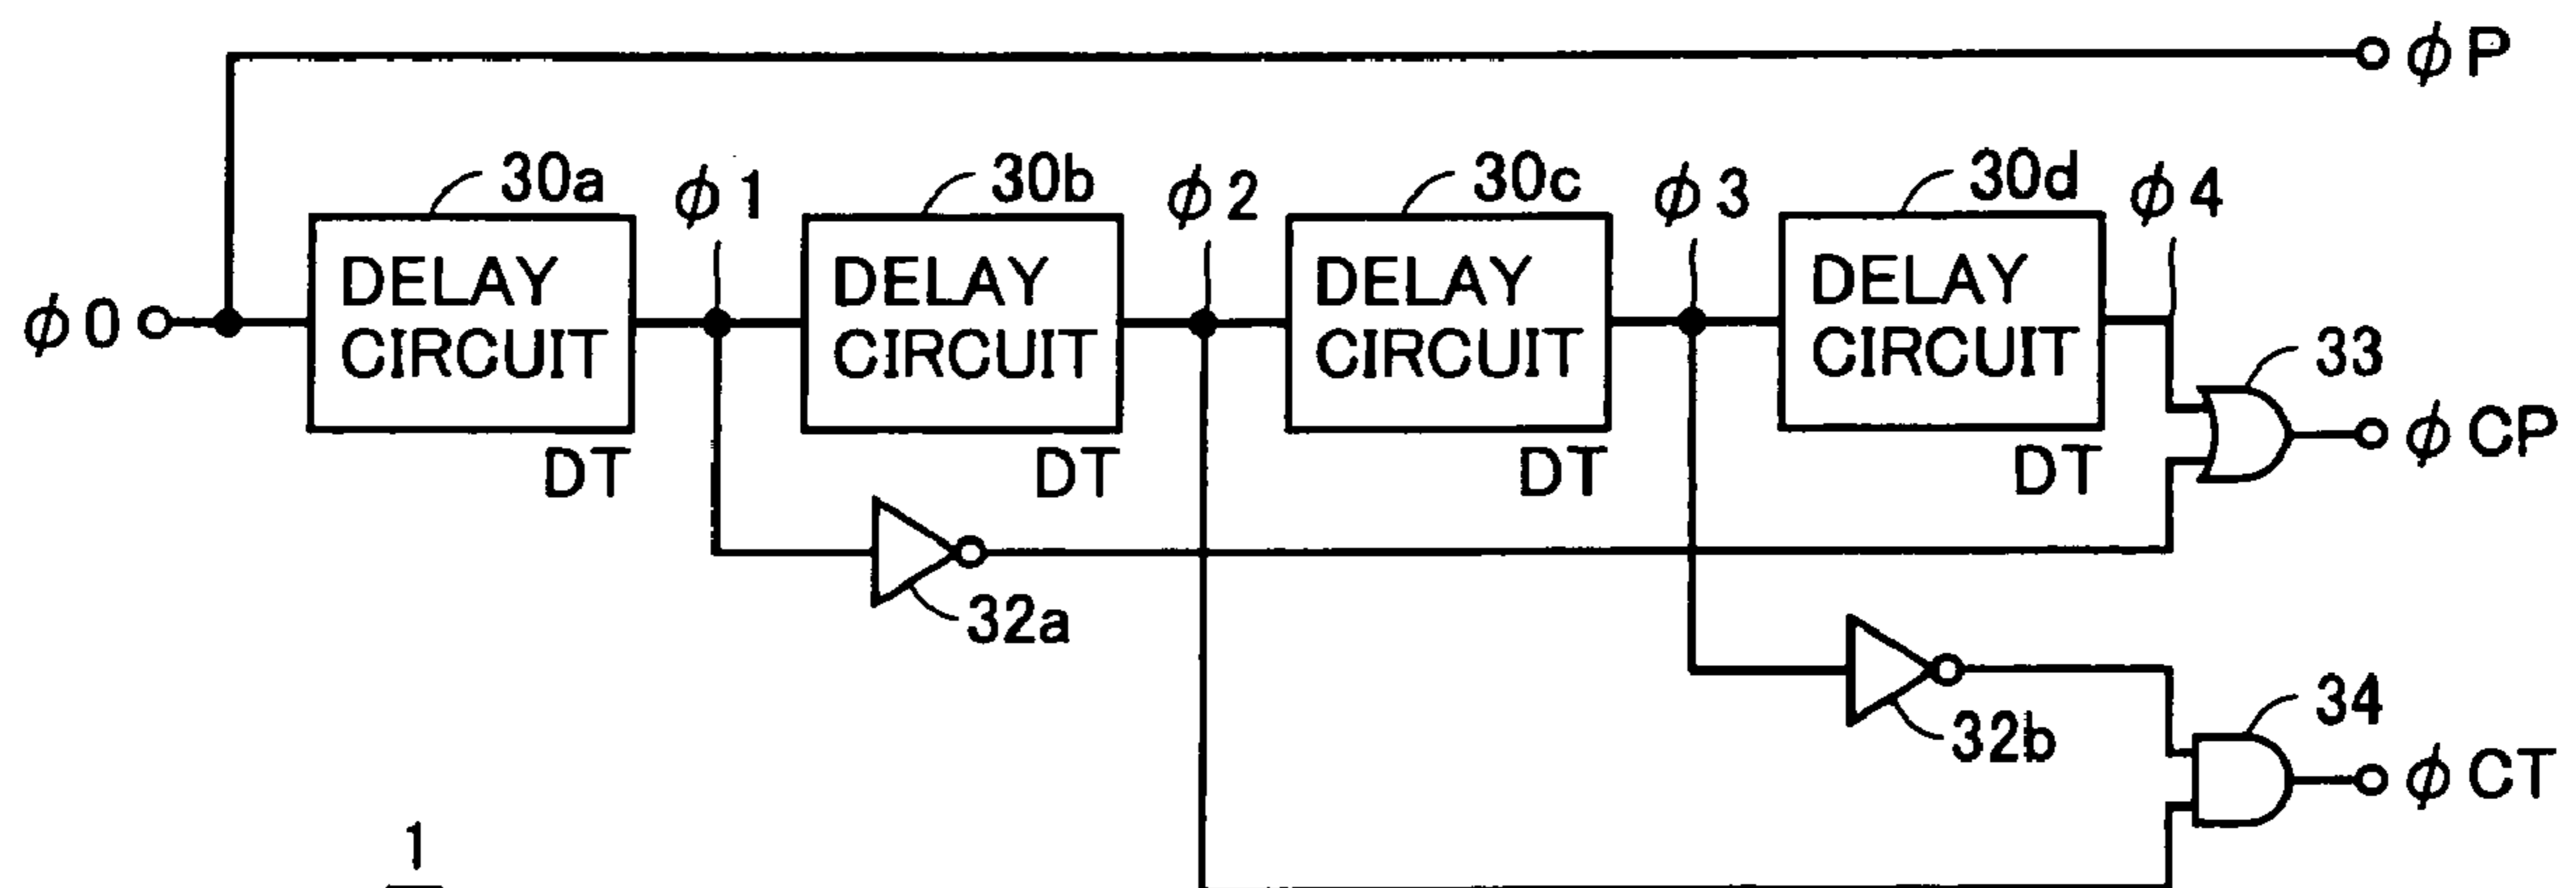 ϕP
30a
ϕ1
30b
ϕ2
30c
ϕ3
30d
ϕ4
ϕ0
DELAY
CIRCUIT
DELAY
CIRCUIT
DELAY
CIRCUIT
DELAY
CIRCUIT
33
DT
DT
DT
DT
ϕCP
32a
32b
34
ϕCT
1